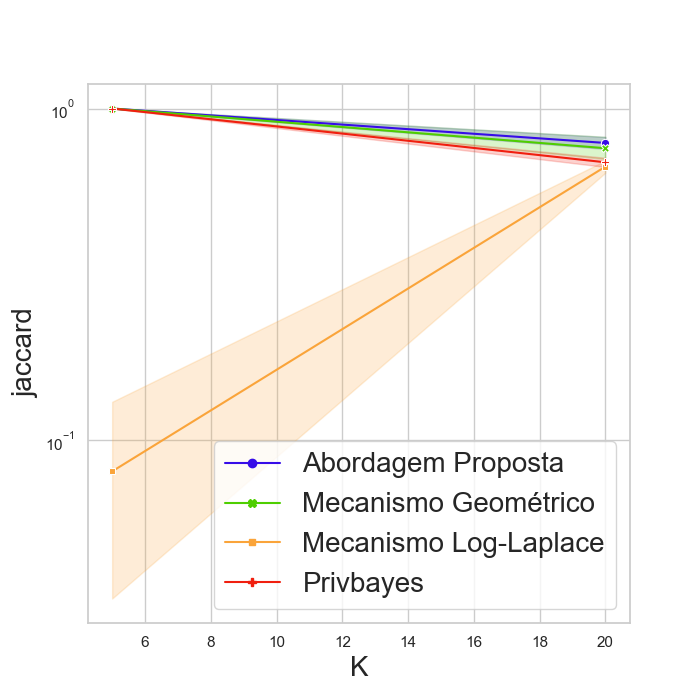 10⁰
10⁻¹
jaccard
Abordagem Proposta
Mecanismo Geométrico
Mecanismo Log-Laplace
Privbayes
6 8 10 12 14 16 18 20
K